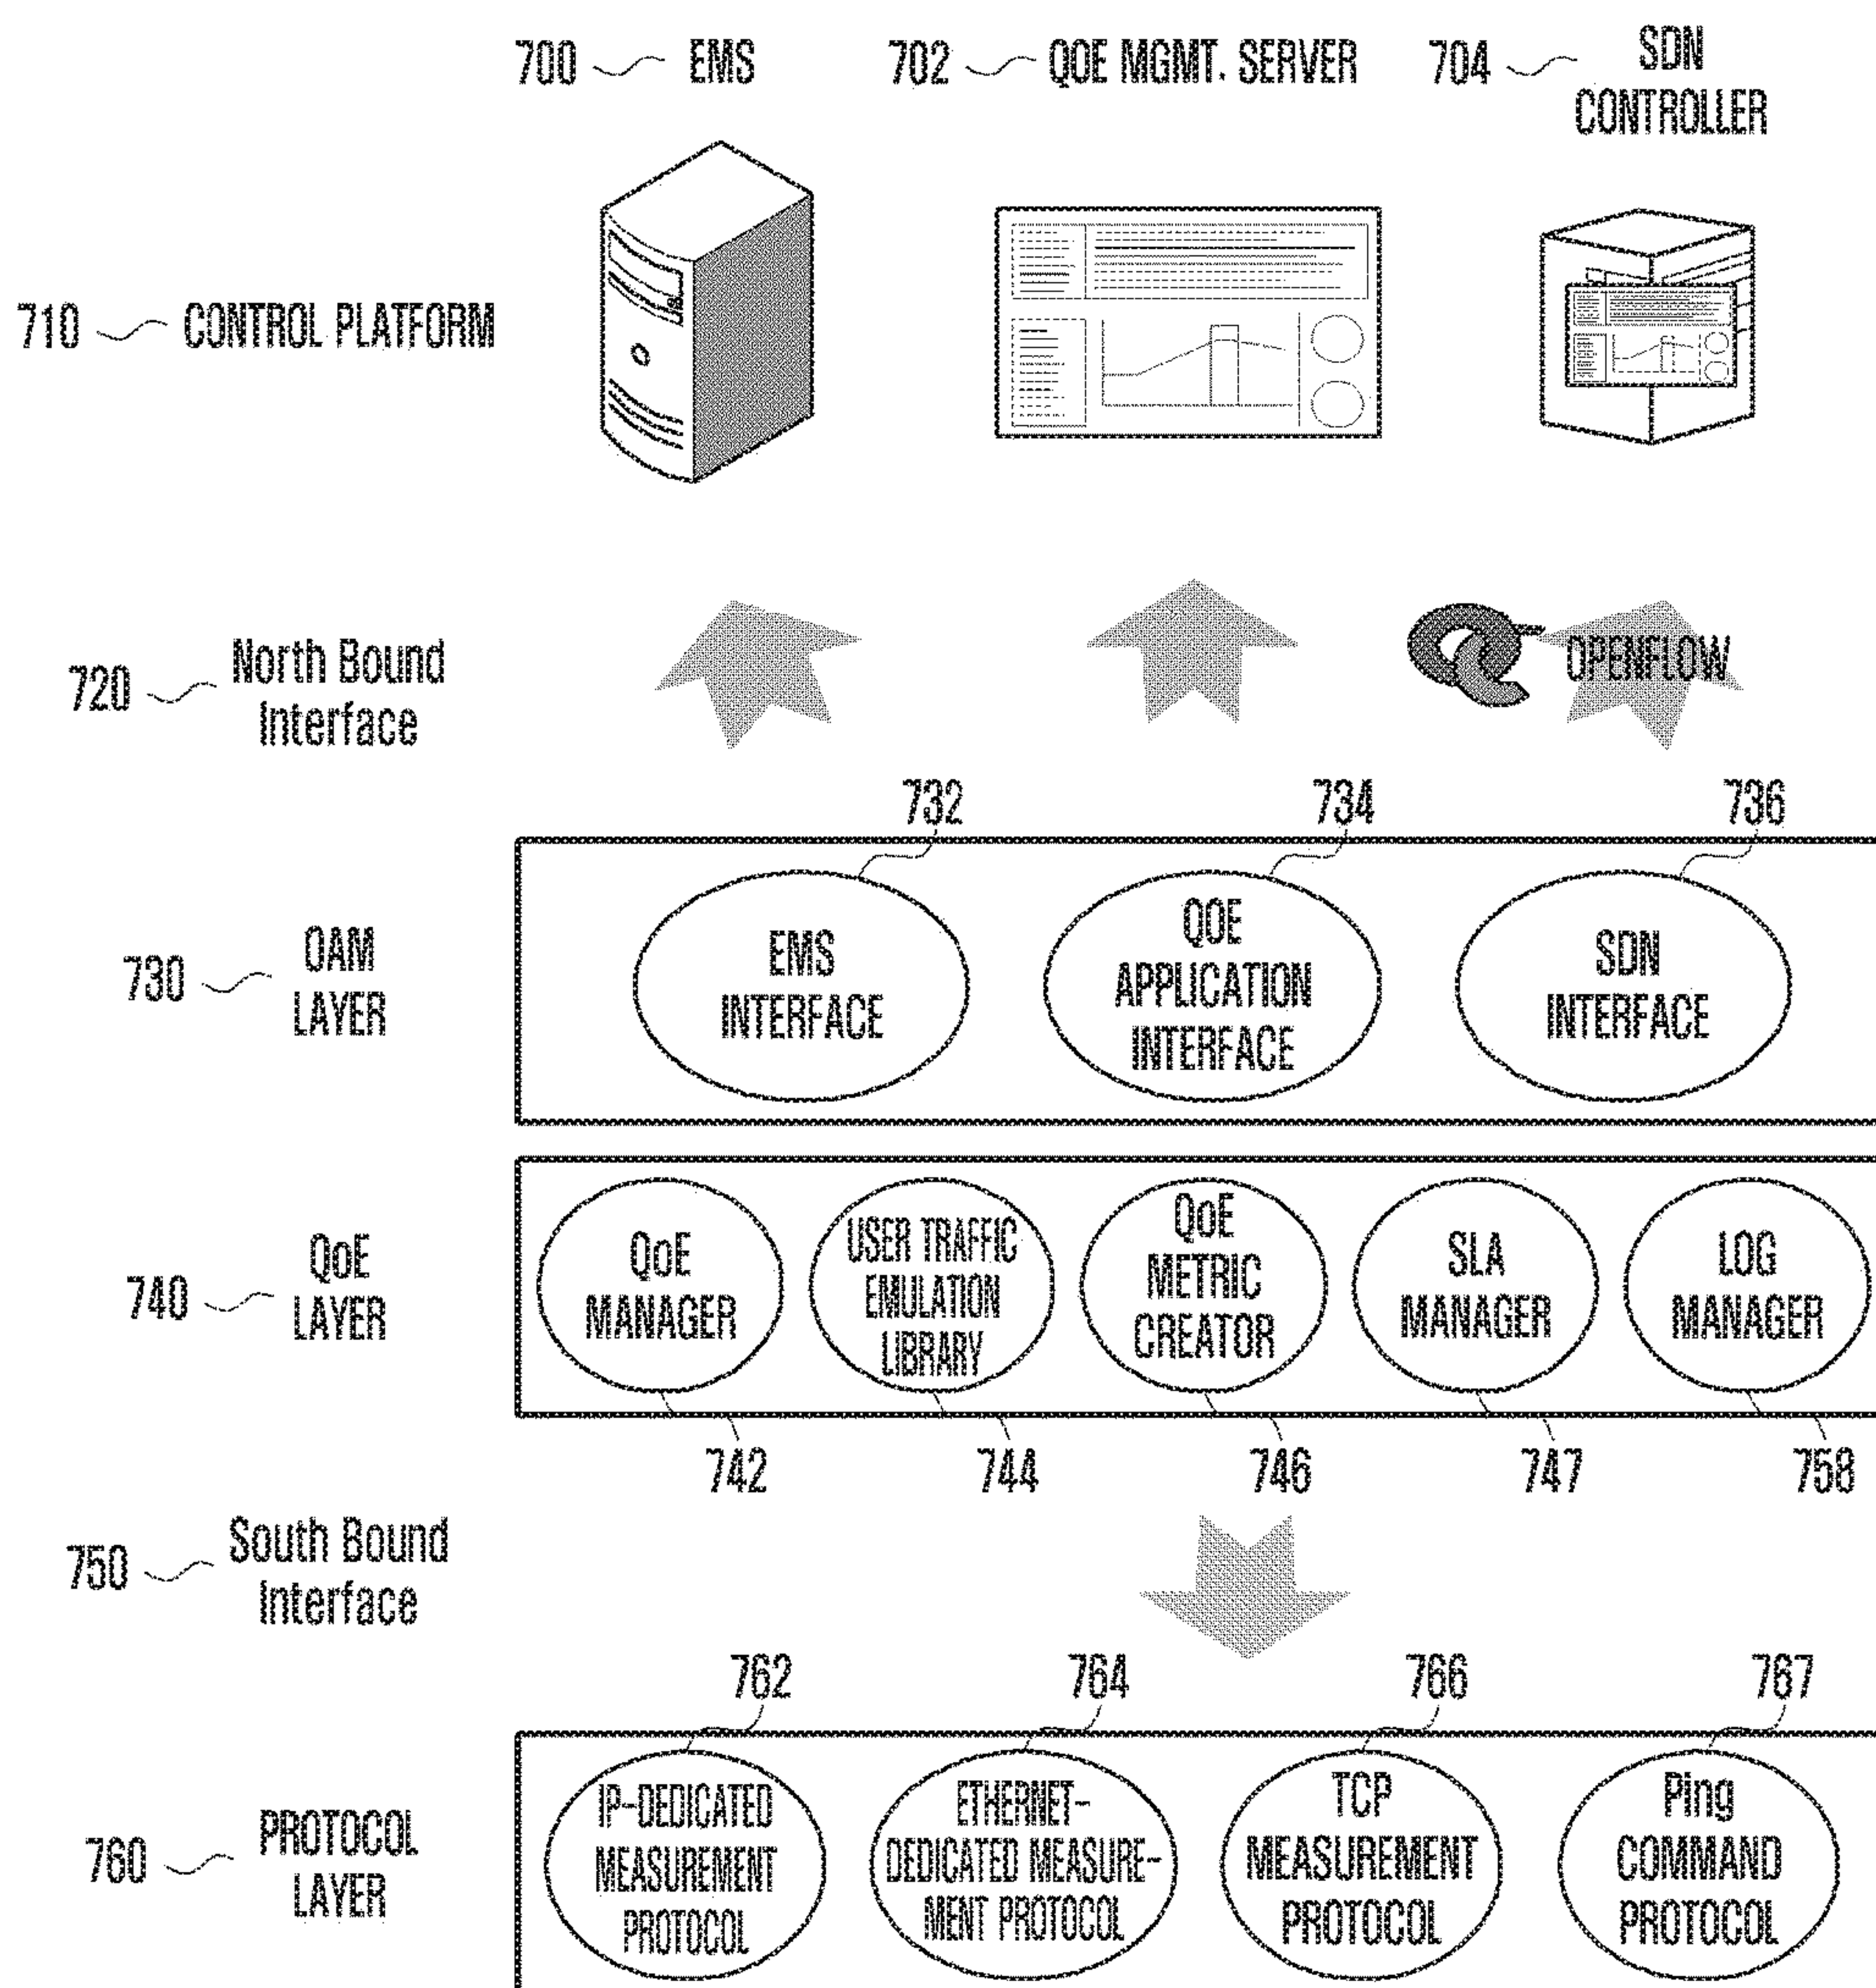 700 EMS
702 QOE MGMT. SERVER
704 SDN
CONTROLLER
710 CONTROL PLATFORM
720 North Bound
Interface
OPENFLOW
732
734
736
730 OAM
LAYER
EMS
INTERFACE
QOE
APPLICATION
INTERFACE
SDN
INTERFACE
740 QoE
LAYER
QoE
MANAGER
USER TRAFFIC
EMULATION
LIBRARY
QoE
METRIC
CREATOR
SLA
MANAGER
LOG
MANAGER
742
744
746
747
758
750 South Bound
Interface
762
764
766
767
760 PROTOCOL
LAYER
IP-DEDICATED
MEASUREMENT
PROTOCOL
ETHERNET-
DEDICATED MEASURE-
MENT PROTOCOL
TCP
MEASUREMENT
PROTOCOL
Ping
COMMAND
PROTOCOL